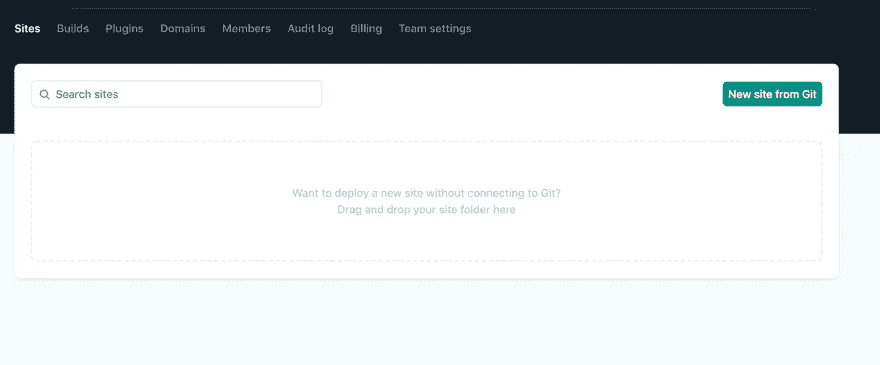 Sites Builds Plugins Domains Members Audit log Billing Team settings
Search sites New site from Git
Want to deploy a new site without connecting to Git?
Drag and drop your site folder here